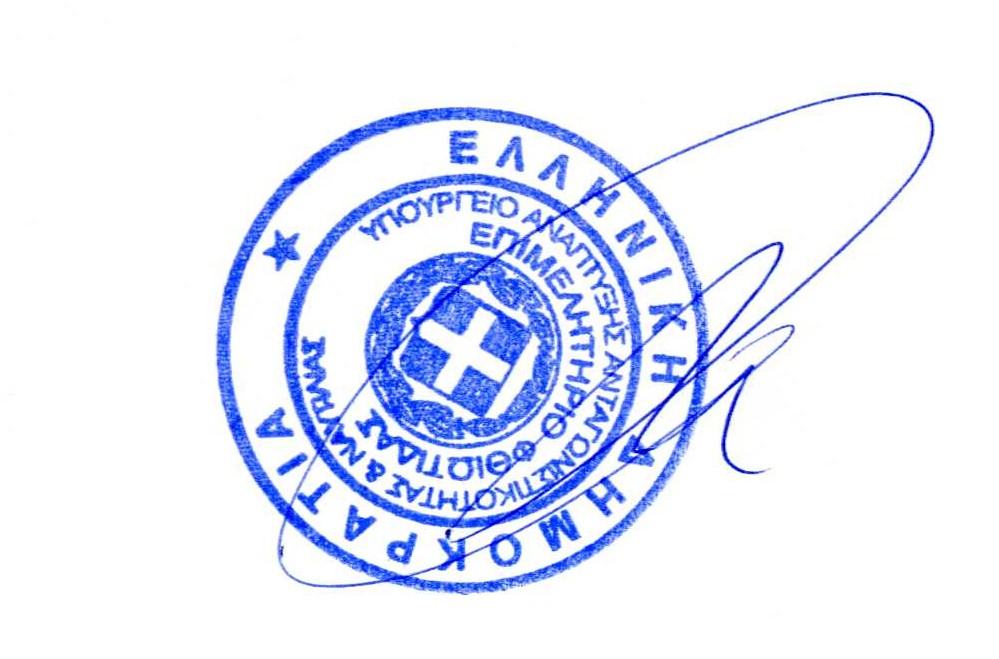 ΕΛΛΗΝΙΚΗ ΔΗΜΟΚΡΑΤΙΑ
ΥΠΟΥΡΓΕΙΟ ΑΝΑΠΤΥΞΗΣ ΑΝΤΑΓΩΝΙΣΤΙΚΟΤΗΤΑΣ & ΝΑΥΤΙΛΙΑΣ
ΕΠΙΜΕΛΗΤΗΡΙΟ ΦΘΙΩΤΙΔΑΣ